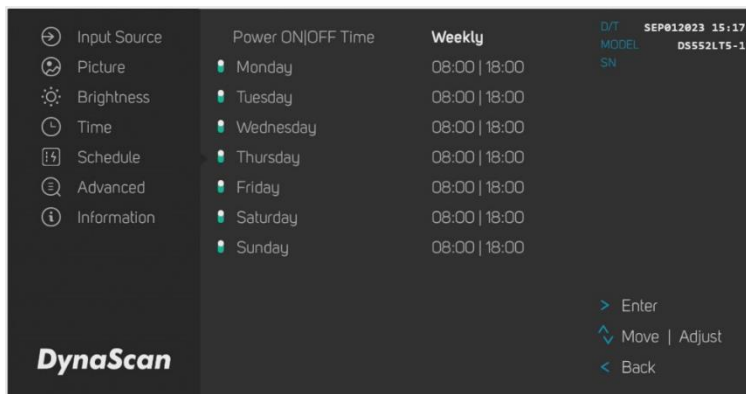 Input Source
Picture
Brightness
Time
Schedule
Advanced
Information
DynaScan
Power ON|OFF Time Weekly
Monday 08:00 | 18:00
Tuesday 08:00 | 18:00
Wednesday 08:00 | 18:00
Thursday 08:00 | 18:00
Friday 08:00 | 18:00
Saturday 08:00 | 18:00
Sunday 08:00 | 18:00
D/T SEP012023 15:17
MODEL DS552LT5-1
SN
> Enter
Move | Adjust
< Back